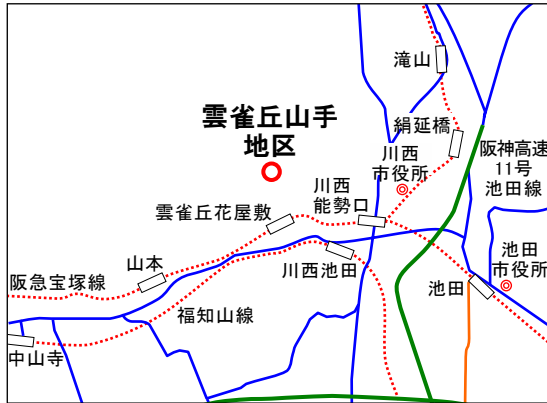 滝山
雲雀丘山手
地区
絹延橋
川西
市役所
阪神高速
11号
池田線
川西
能勢口
雲雀丘花屋敷
池田
市役所
山本
川西池田
阪急宝塚線
池田
福知山線
中山寺